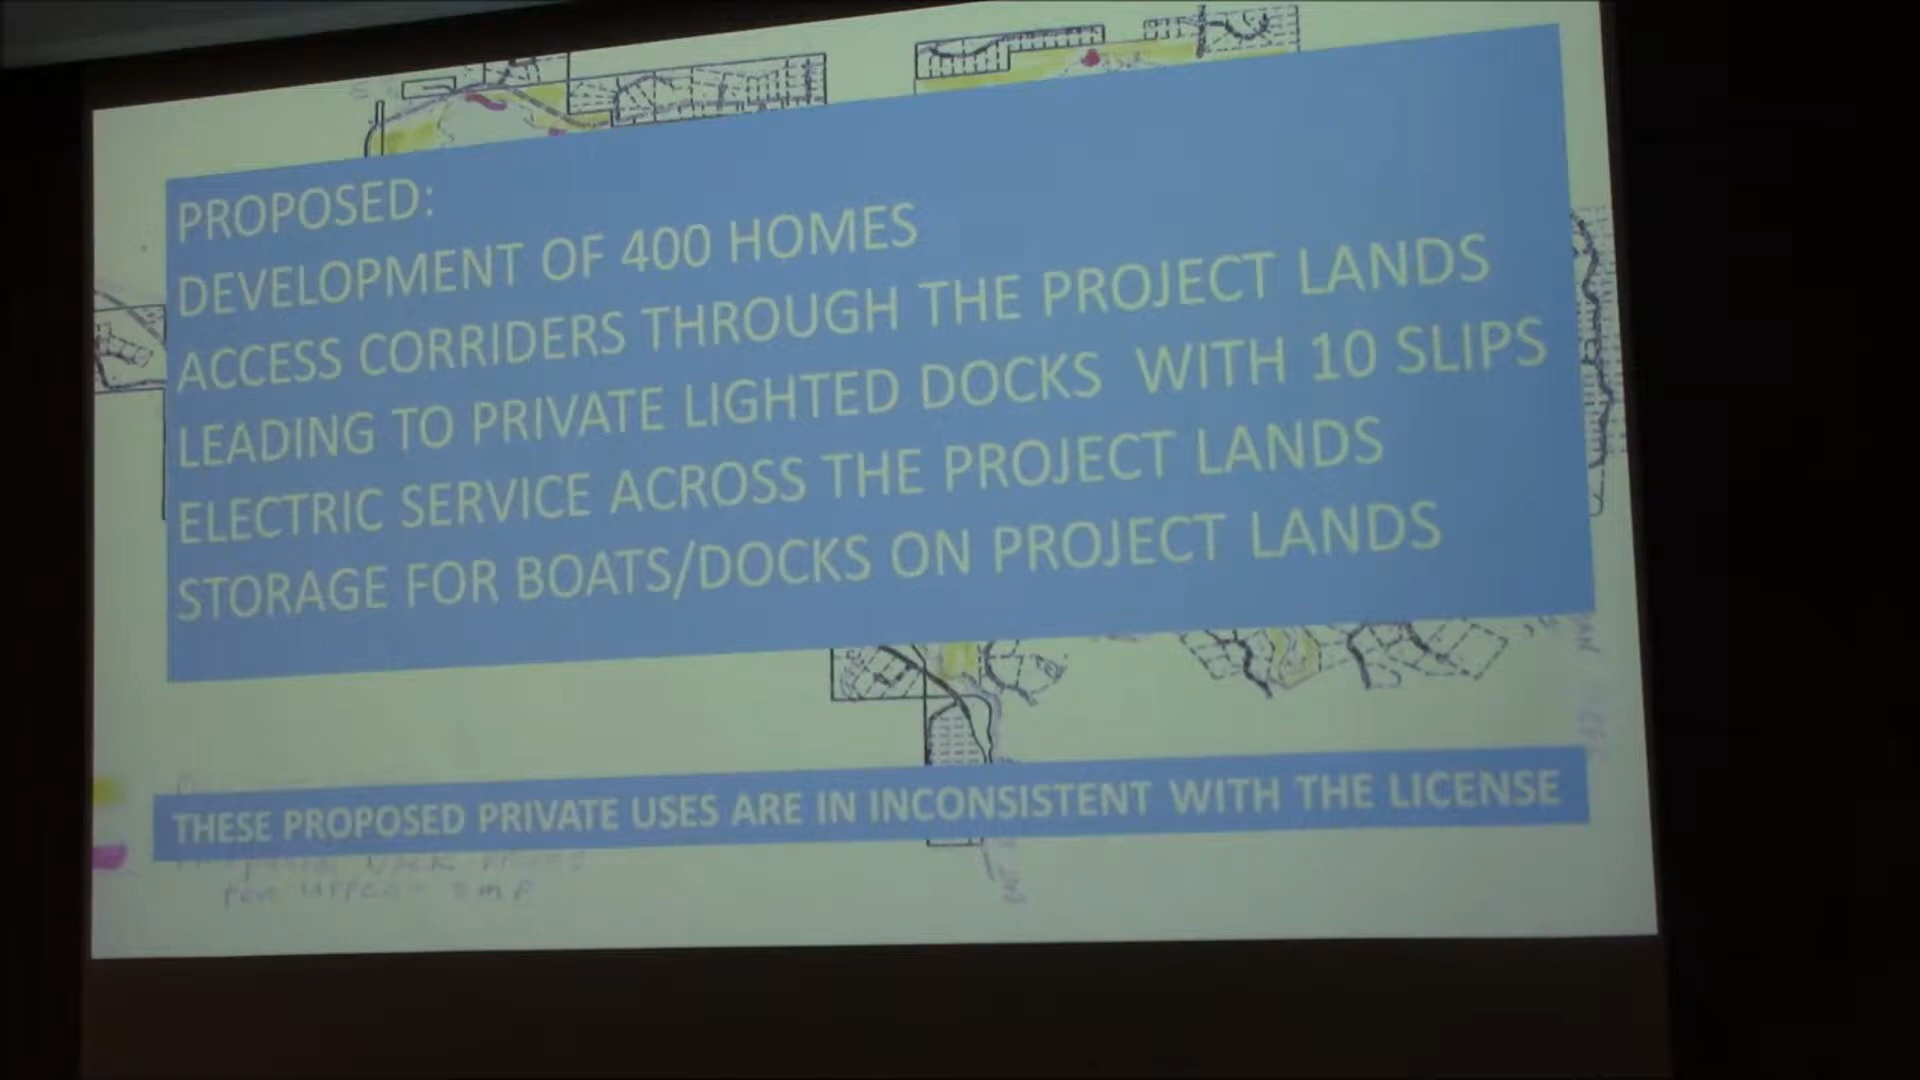 PROPOSED:
DEVELOPMENT OF 400 HOMES
ACCESS CORRIDERS THROUGH THE PROJECT LANDS
LEADING TO PRIVATE LIGHTED DOCKS WITH 10 SLIPS
ELECTRIC SERVICE ACROSS THE PROJECT LANDS
STORAGE FOR BOATS/DOCKS ON PROJECT LANDS
THESE PROPOSED PRIVATE USES ARE IN INCONSISTENT WITH THE LICENSE